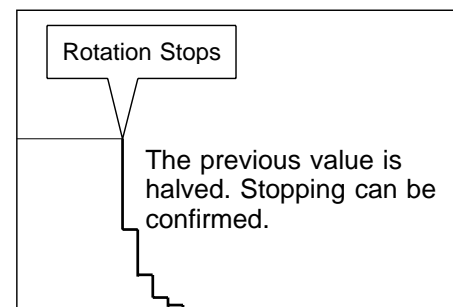 Rotation Stops
The previous value is
halved. Stopping can be
confirmed.